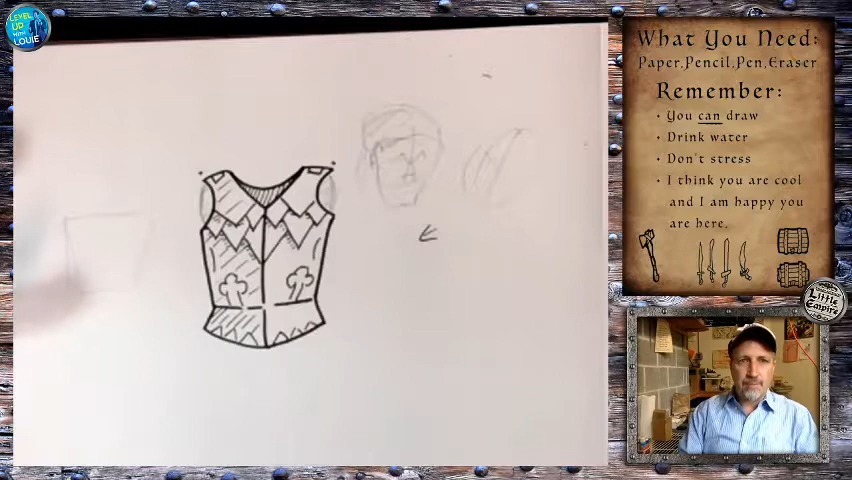 LEVEL
UP
WITH
LOUIE
What You Need:
Paper,Pencil,Pen,Eraser
Remember:
• You can draw
• Drink water
• Don't stress
• I think you are cool
and I am happy you
are here.
Little
Empire